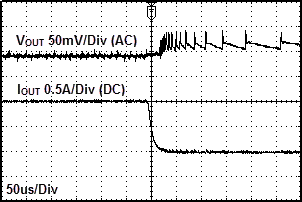 VOUT 50mV/Div (AC)
IOUT 0.5A/Div (DC)
50us/Div